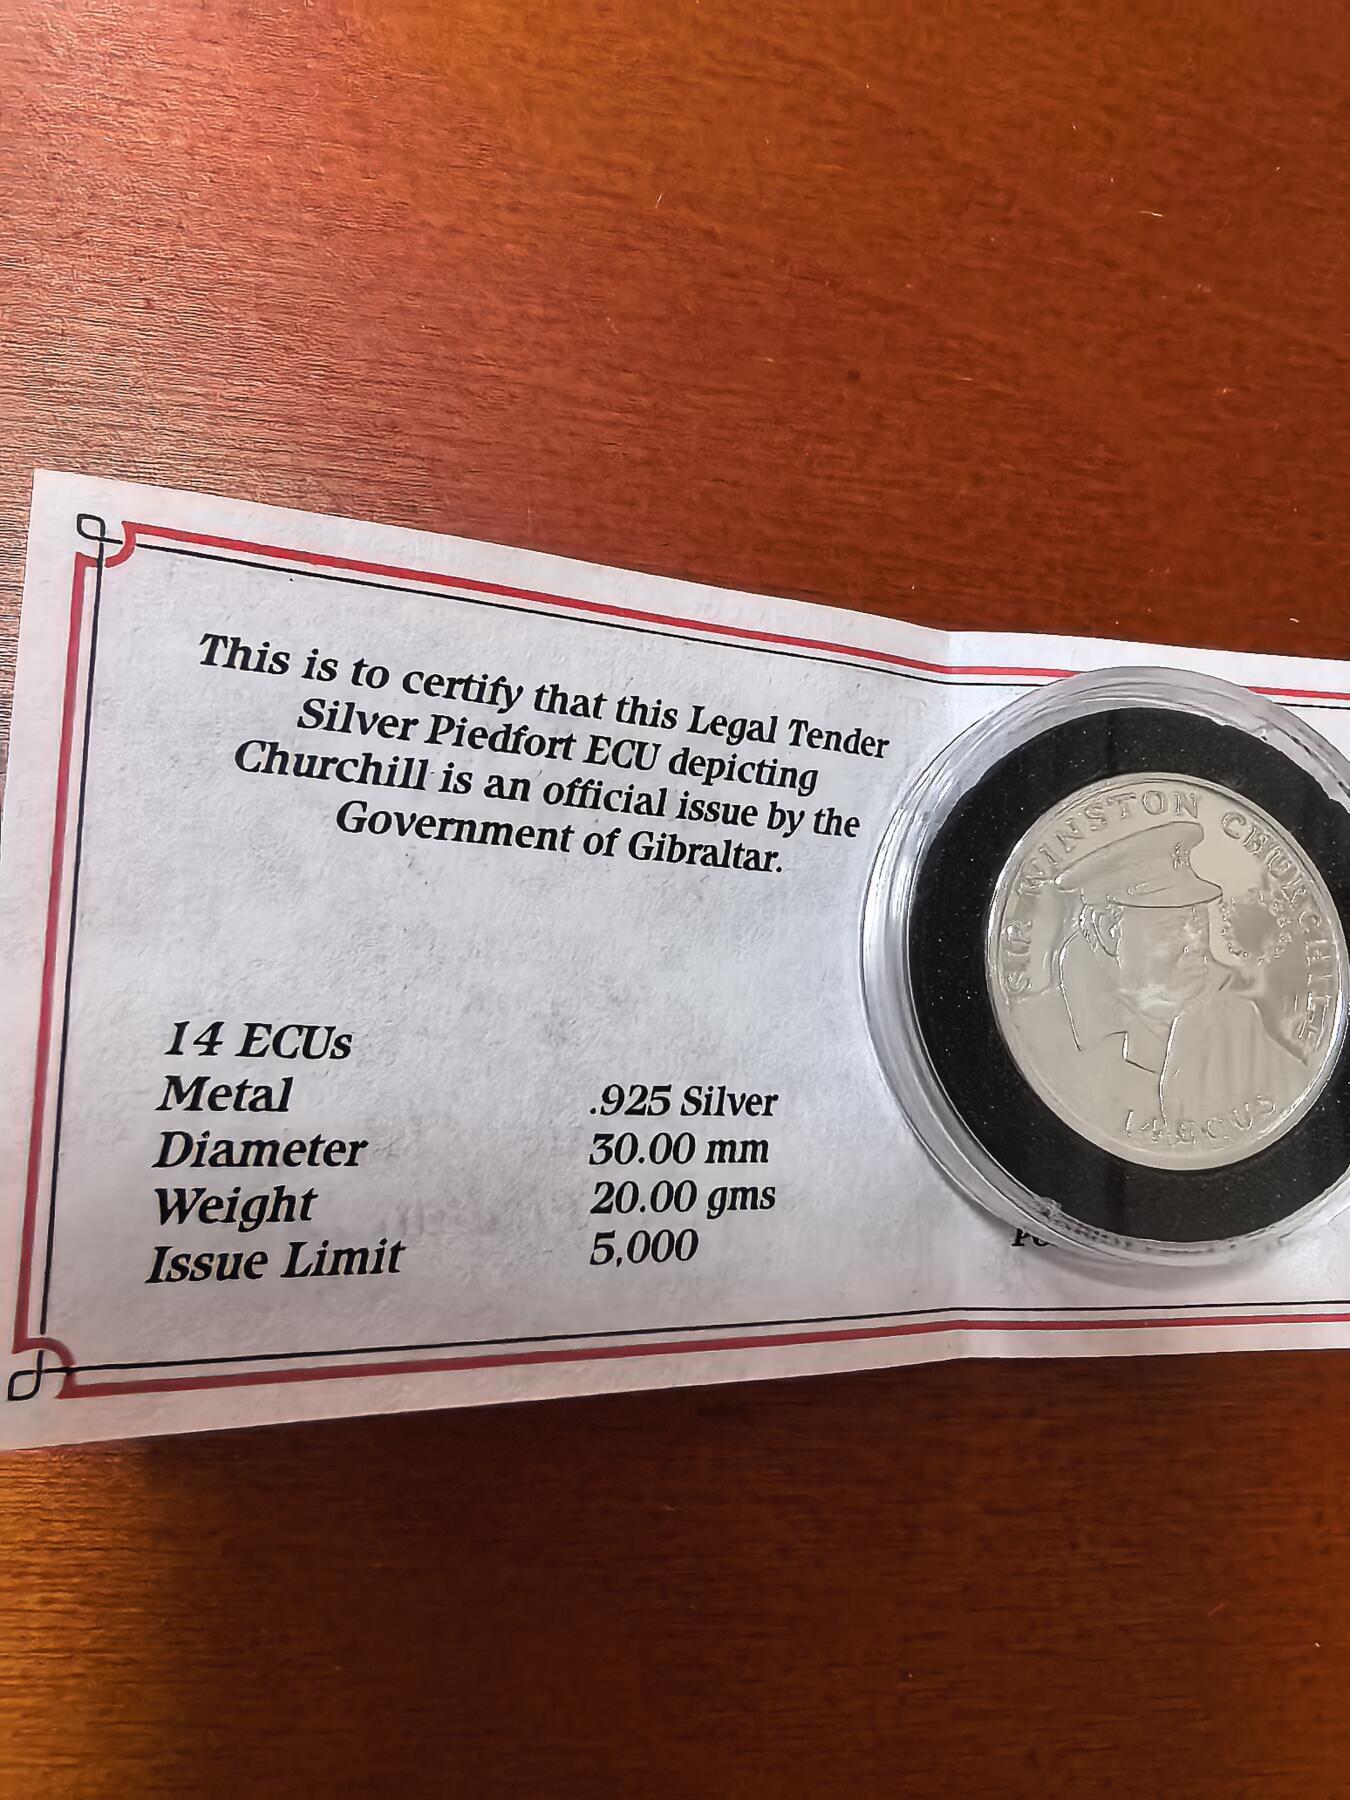 This is to certify that this Legal Tender
Silver Piedfort ECU depicting
Churchill is an official issue by the
Government of Gibraltar.
14 ECUs
Metal .925 Silver
Diameter 30.00 mm
Weight 20.00 gms
Issue Limit 5,000
SIR WINSTON CHURCHILL
14 ECUS